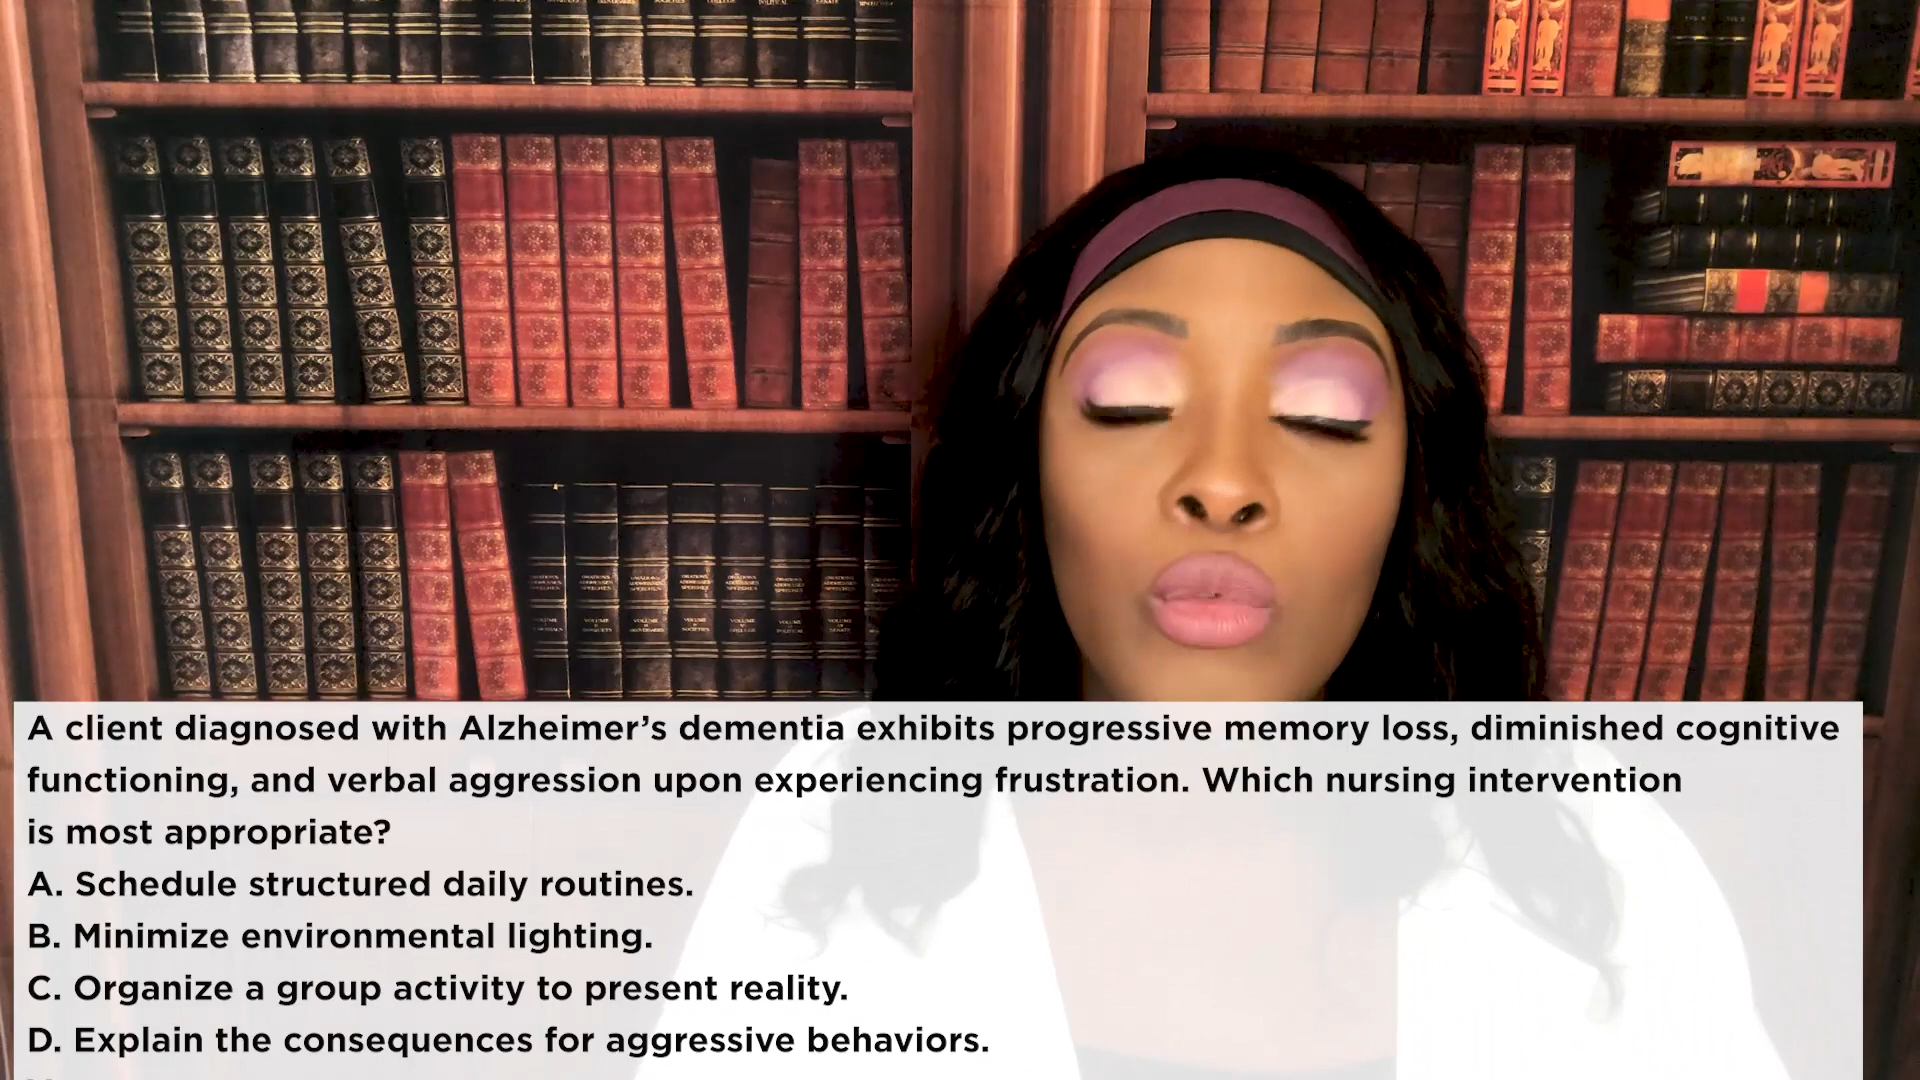 A client diagnosed with Alzheimer’s dementia exhibits progressive memory loss, diminished cognitive
functioning, and verbal aggression upon experiencing frustration. Which nursing intervention
is most appropriate?
A. Schedule structured daily routines.
B. Minimize environmental lighting.
C. Organize a group activity to present reality.
D. Explain the consequences for aggressive behaviors.